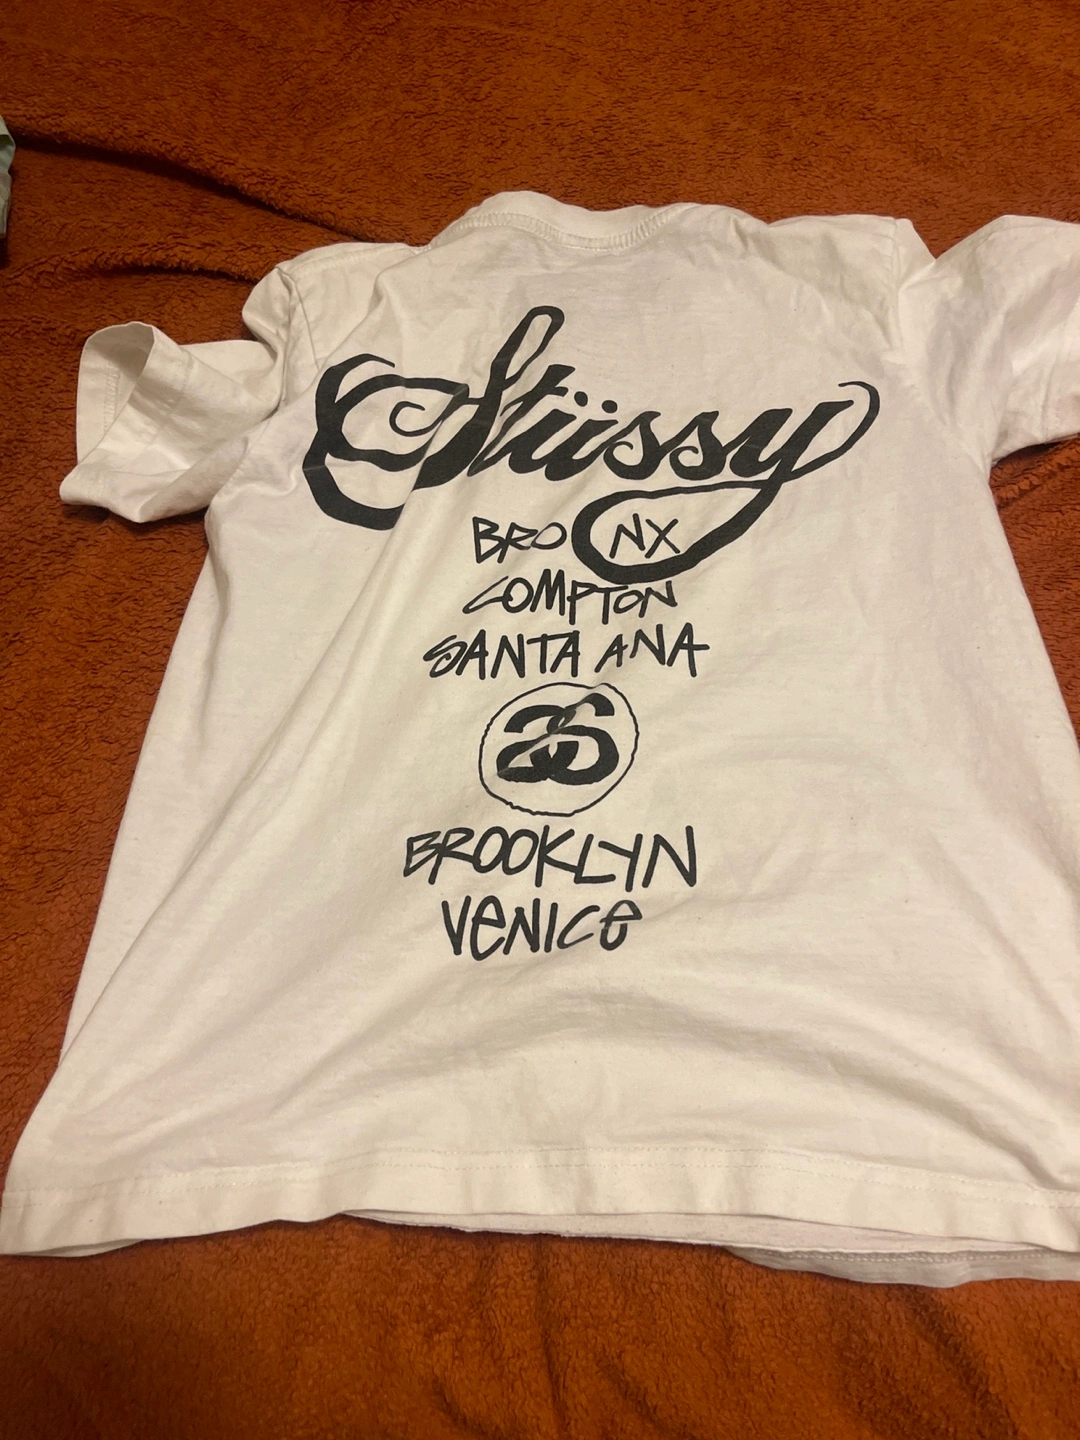 Stüssy
BRONX
COMPTON
SANTA ANA
SS
BROOKLYN
VENICE